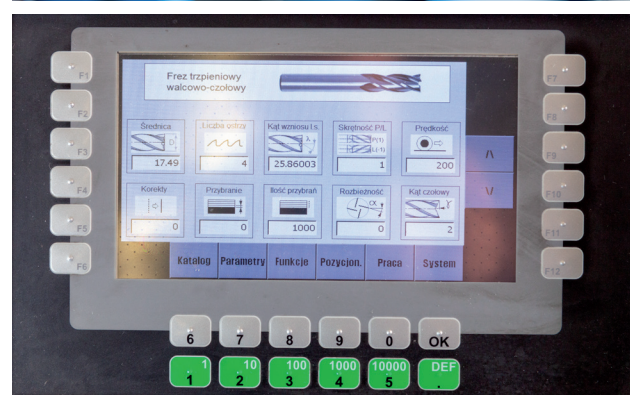 Frez trzpieniowy
walcowo-czołowy
Średnica
Liczba ostrzy
Kąt wzniosu l.s.
Skrętność P/L
Prędkość
D
P(1)
L(-1)
17.49
4
25.86003
1
200
Korekty
Przybranie
Ilość przybrań
Rozbieżność
Kąt czołowy
0
0
1000
0
2
Katalog
Parametry
Funkcje
Pozycjon.
Praca
System
/\
\/
F1
F2
F3
F4
F5
F6
F7
F8
F9
F10
F11
F12
6
7
8
9
0
OK
1 1
10 2
100 3
1000 4
10000 5
DEF .